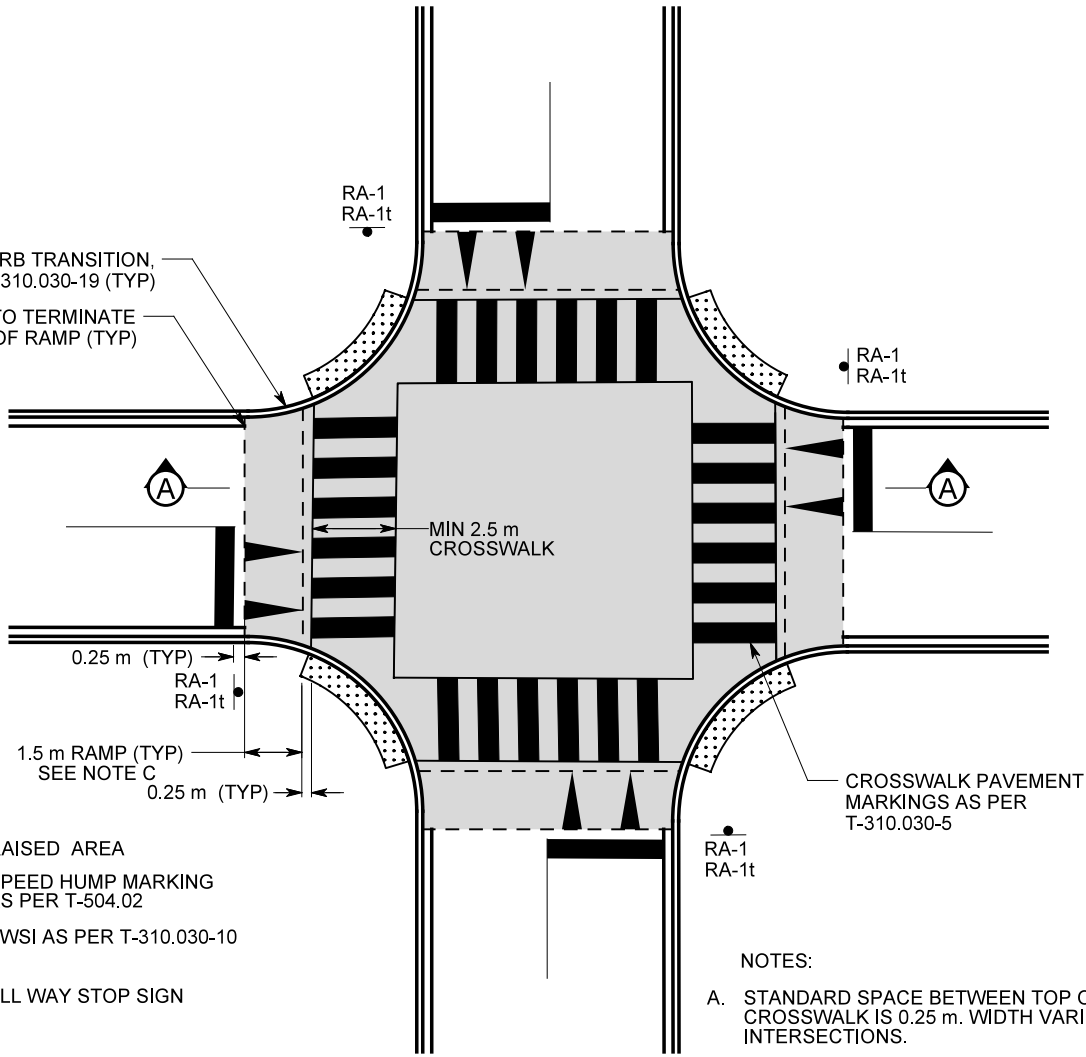 RA-1
RA-1t
RB TRANSITION,
310.030-19 (TYP)
TO TERMINATE
OF RAMP (TYP)
RA-1
RA-1t
A
A
MIN 2.5 m
CROSSWALK
0.25 m (TYP)
RA-1
RA-1t
1.5 m RAMP (TYP)
SEE NOTE C
0.25 m (TYP)
CROSSWALK PAVEMENT
MARKINGS AS PER
T-310.030-5
RA-1
RA-1t
AISED AREA
PEED HUMP MARKING
S PER T-504.02
WSI AS PER T-310.030-10
LL WAY STOP SIGN
NOTES:
A. STANDARD SPACE BETWEEN TOP O
CROSSWALK IS 0.25 m. WIDTH VARI
INTERSECTIONS.